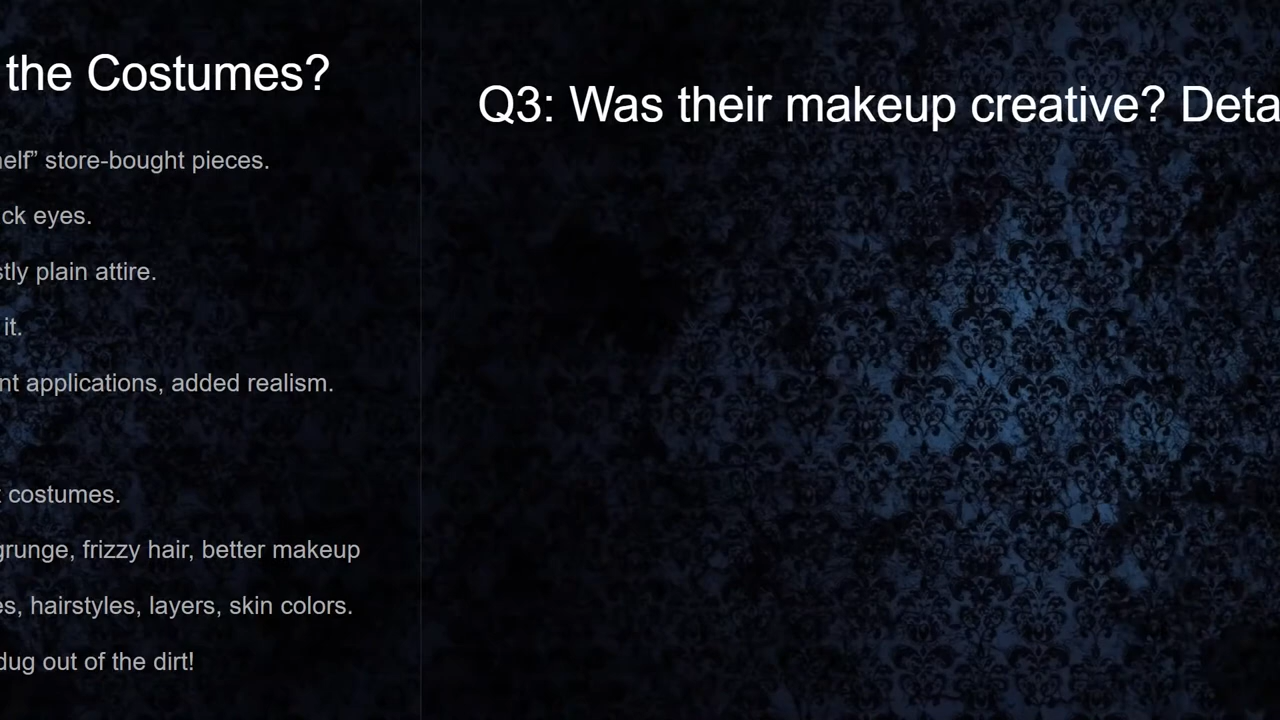 the Costumes?
elf” store-bought pieces.
ck eyes.
tly plain attire.
it.
nt applications, added realism.
costumes.
grunge, frizzy hair, better makeup
es, hairstyles, layers, skin colors.
dug out of the dirt!
Q3: Was their makeup creative? Deta